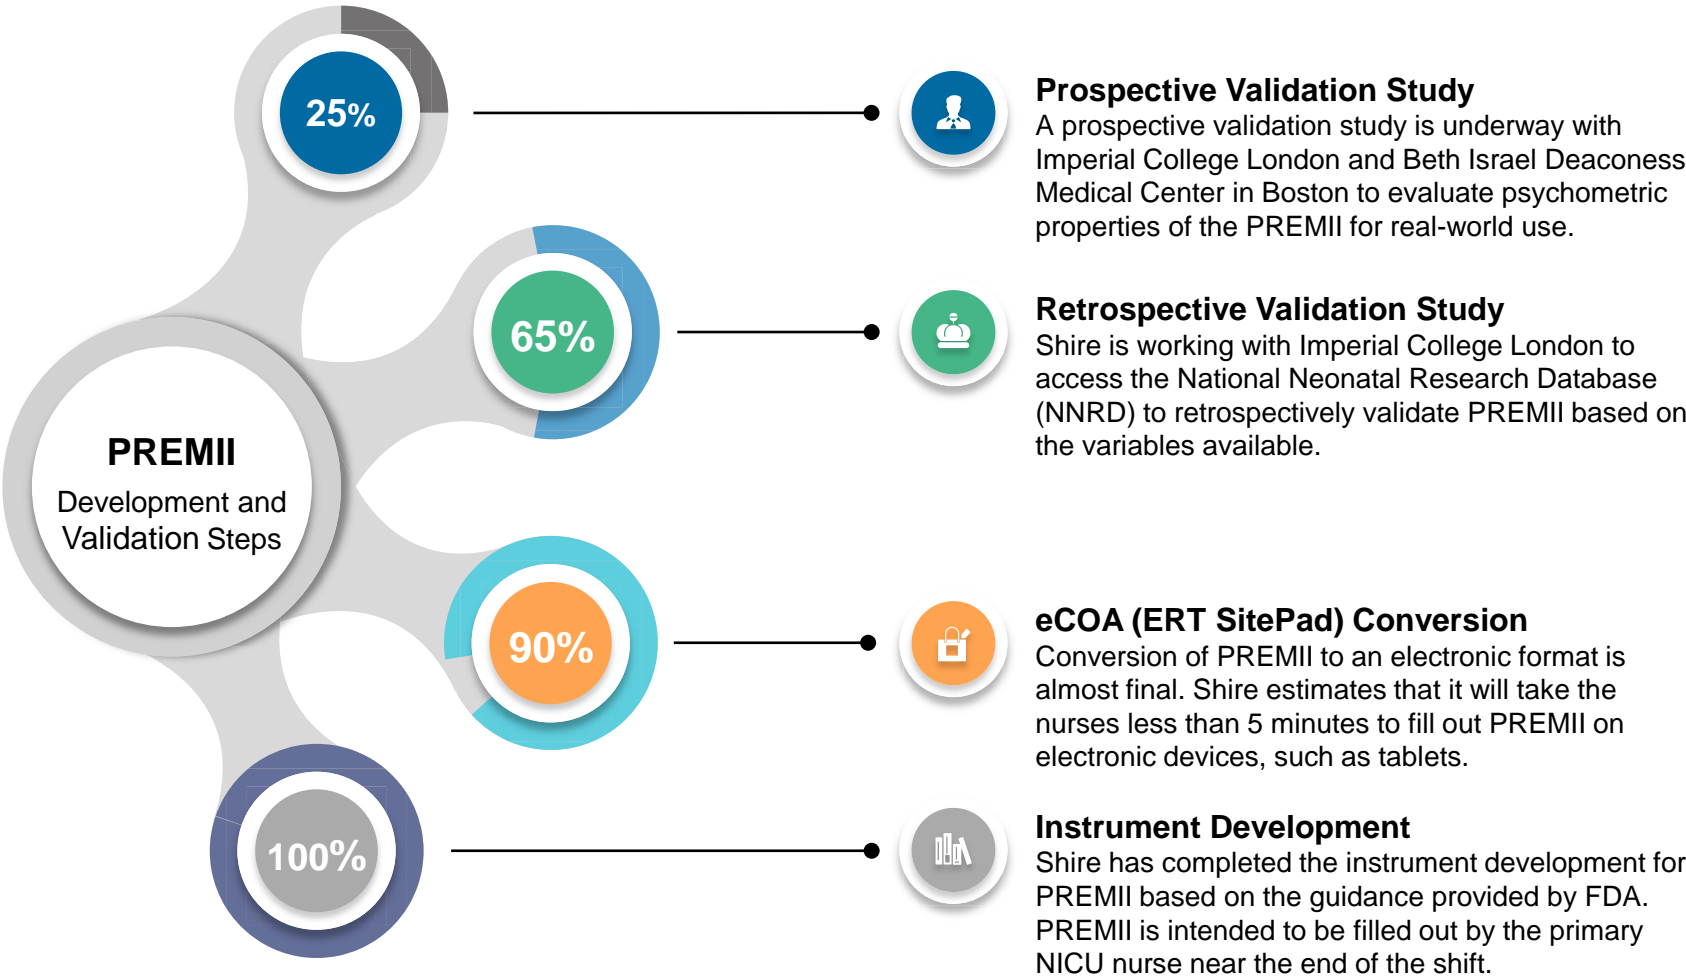 25%
Prospective Validation Study
A prospective validation study is underway with
Imperial College London and Beth Israel Deaconess
Medical Center in Boston to evaluate psychometric
properties of the PREMII for real-world use.
65%
Retrospective Validation Study
Shire is working with Imperial College London to
access the National Neonatal Research Database
(NNRD) to retrospectively validate PREMII based on
the variables available.
PREMII
Development and
Validation Steps
90%
eCOA (ERT SitePad) Conversion
Conversion of PREMII to an electronic format is
almost final. Shire estimates that it will take the
nurses less than 5 minutes to fill out PREMII on
electronic devices, such as tablets.
100%
Instrument Development
Shire has completed the instrument development for
PREMII based on the guidance provided by FDA.
PREMII is intended to be filled out by the primary
NICU nurse near the end of the shift.